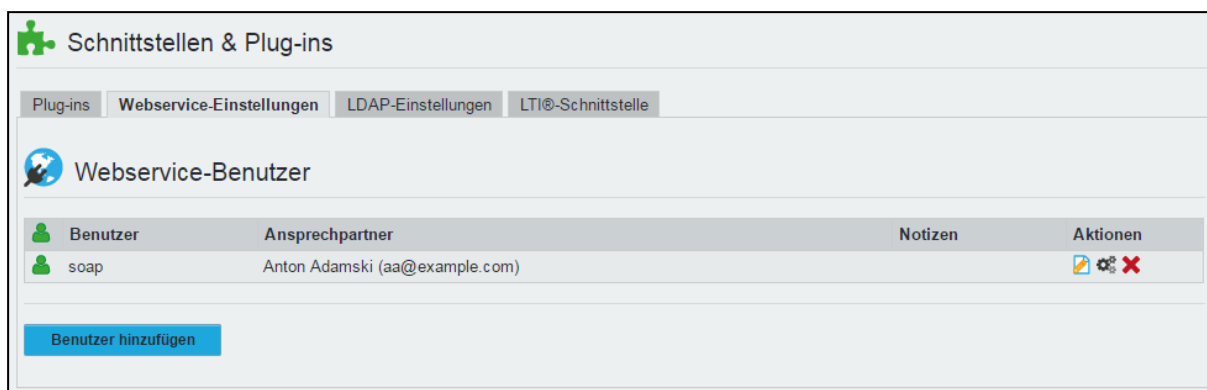 Schnittstellen & Plug-ins
Plug-ins Webservice-Einstellungen LDAP-Einstellungen LTI®-Schnittstelle
Webservice-Benutzer
Benutzer Ansprechpartner Notizen Aktionen
soap Anton Adamski (aa@example.com)
Benutzer hinzufügen